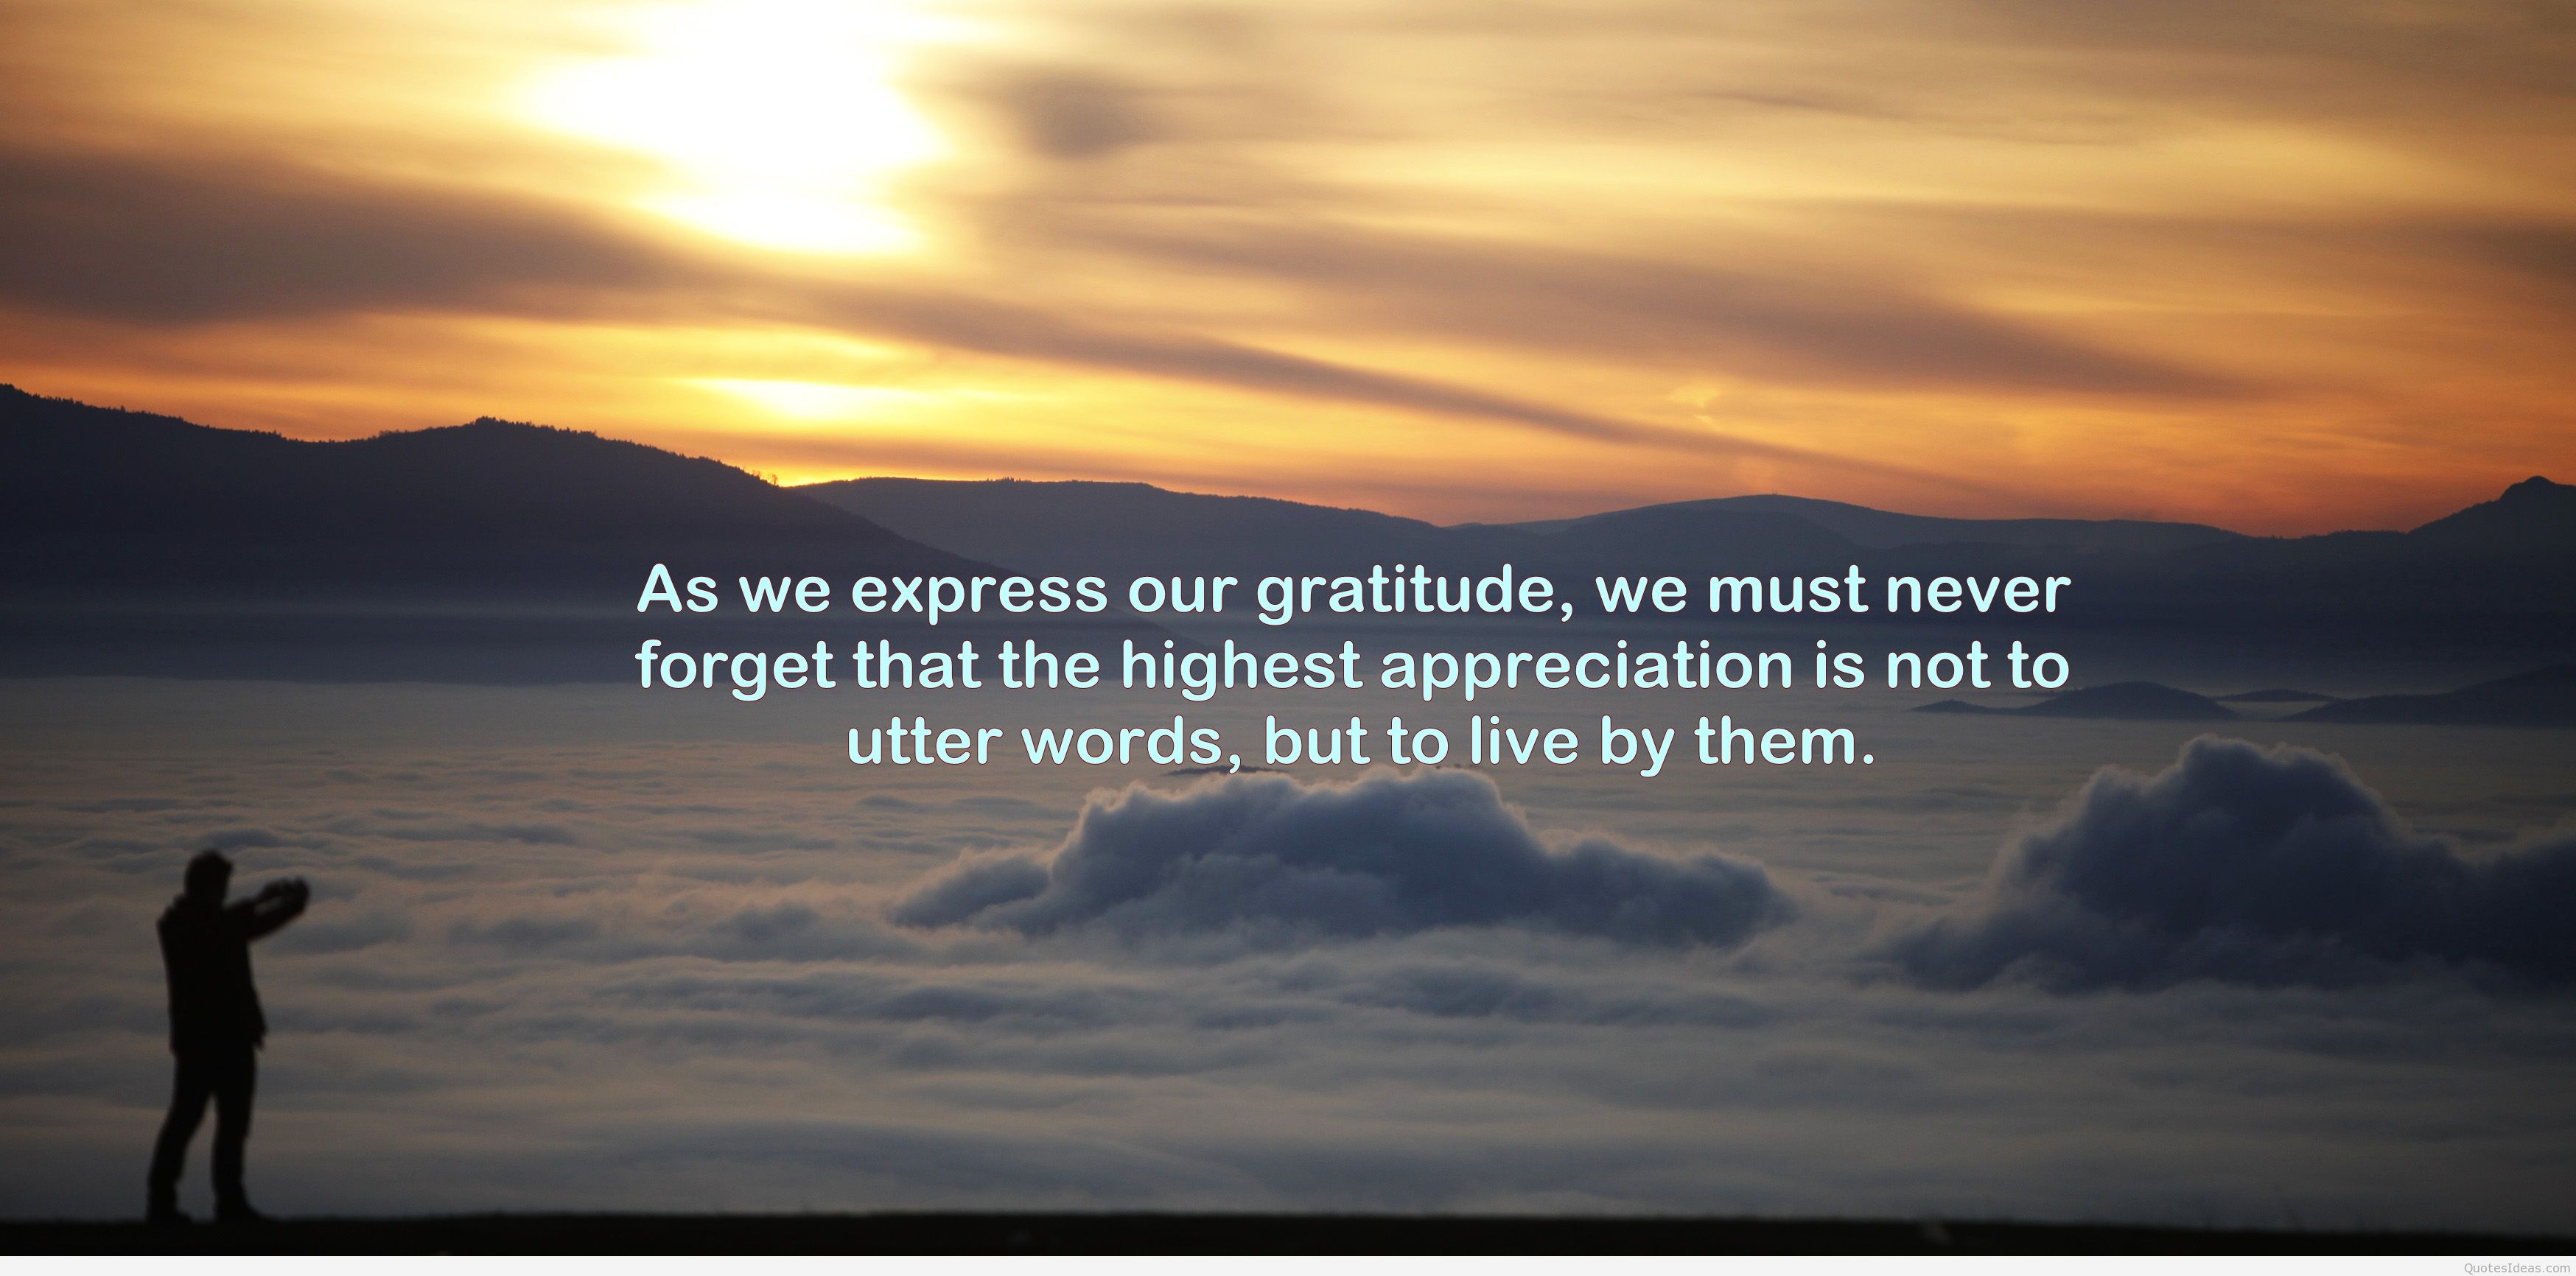 As we express our gratitude, we must never
forget that the highest appreciation is not to
utter words, but to live by them.
QuotesIdeas.com